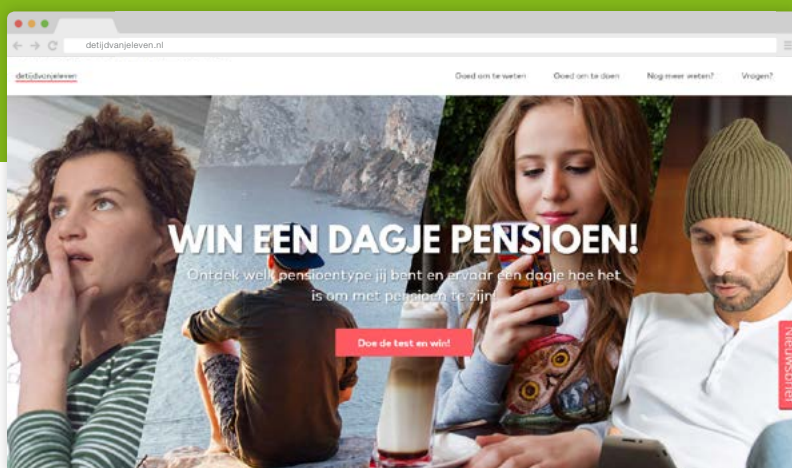 detijdvanjeleven.nl
detijdvanjeleven
Goed om te weten Goed om te doen Nog meer weten? Vragen?
WIN EEN DAGJE PENSIOEN!
Ontdek welk pensioentype jij bent en ervaar een dagje hoe het
is om met pensioen te zijn!
Doe de test en win!
Nieuwsbrief